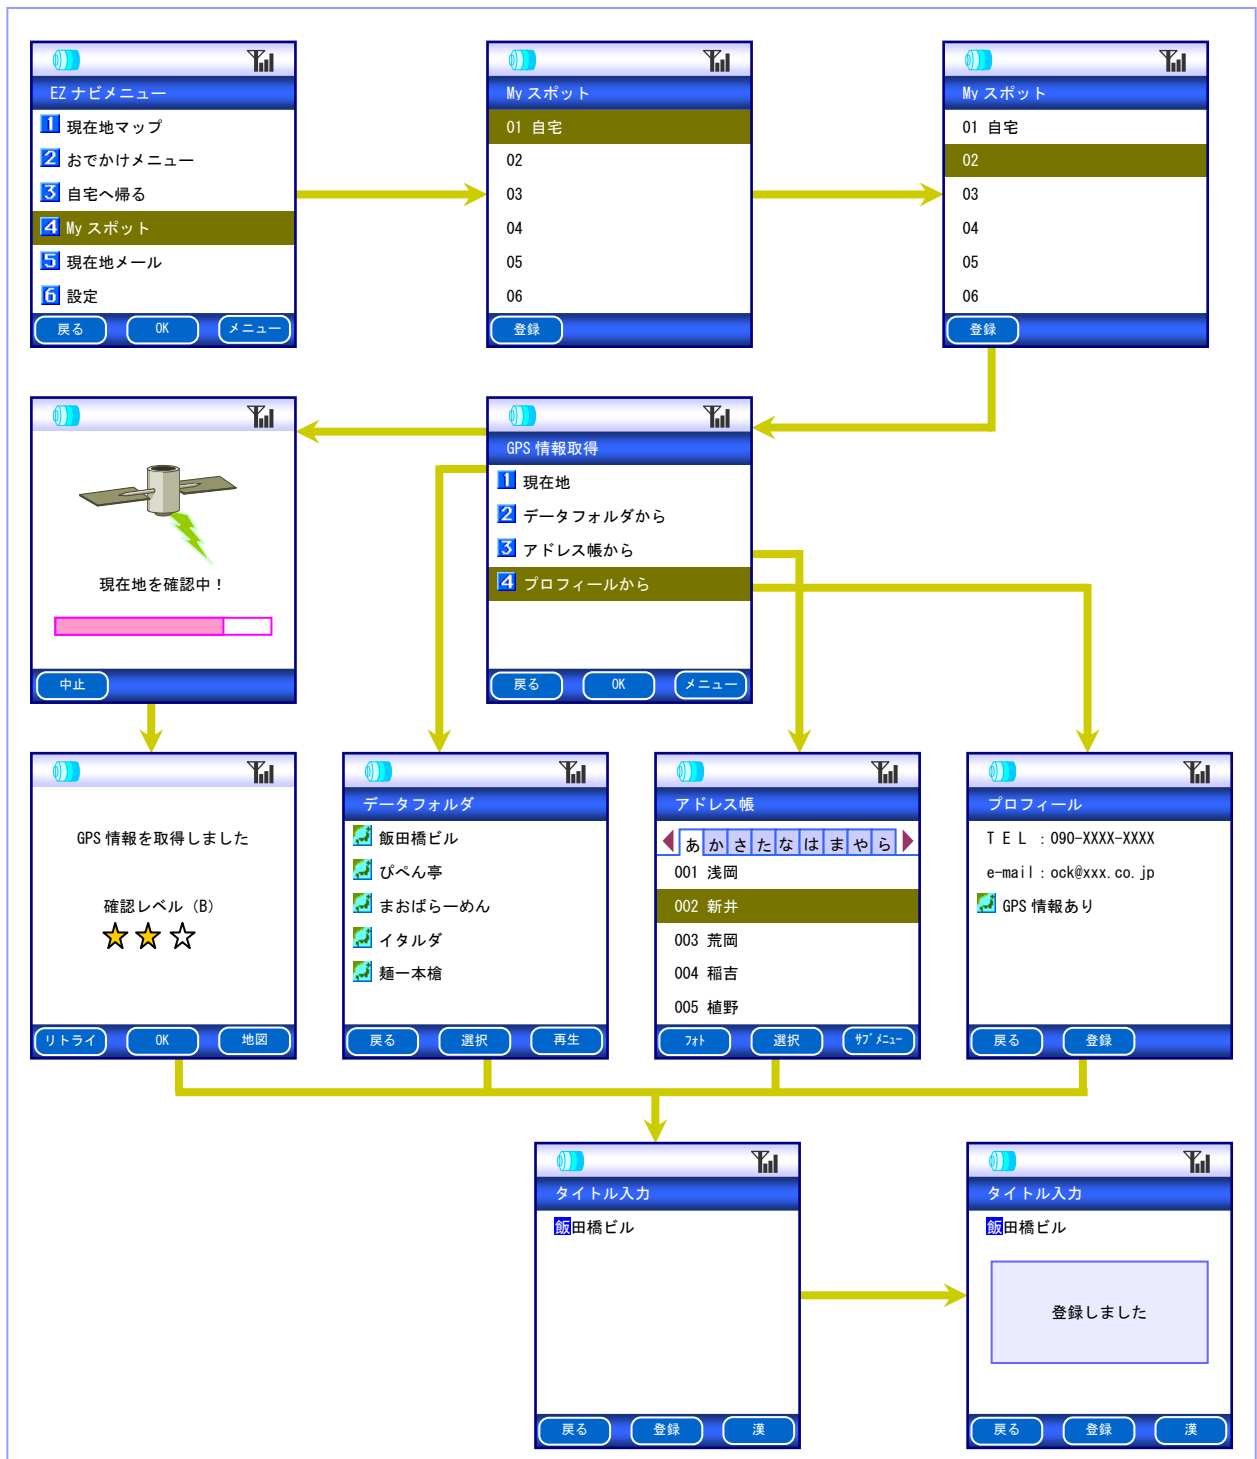 EZ ナビメニュー
1 現在地マップ
2 おでかけメニュー
3 自宅へ帰る
4 My スポット
5 現在地メール
6 設定
戻る OK メニュー
My スポット
01 自宅
02
03
04
05
06
登録
My スポット
01 自宅
02
03
04
05
06
登録
現在地を確認中！
中止
GPS 情報取得
1 現在地
2 データフォルダから
3 アドレス帳から
4 プロフィールから
戻る OK メニュー
GPS 情報を取得しました
確認レベル（B）
リトライ OK 地図
データフォルダ
飯田橋ビル
ぴぺん亭
まおばらーめん
イタルダ
麺一本槍
戻る 選択 再生
アドレス帳
あ か さ た な は ま や ら
001 浅岡
002 新井
003 荒岡
004 稲吉
005 植野
ﾌｫﾄ 選択 ｻﾌﾞﾒﾆｭｰ
プロフィール
ＴＥＬ：090-XXXX-XXXX
e-mail：ock@xxx.co.jp
GPS 情報あり
戻る 登録
タイトル入力
飯田橋ビル
戻る 登録 漢
タイトル入力
飯田橋ビル
登録しました
戻る 登録 漢